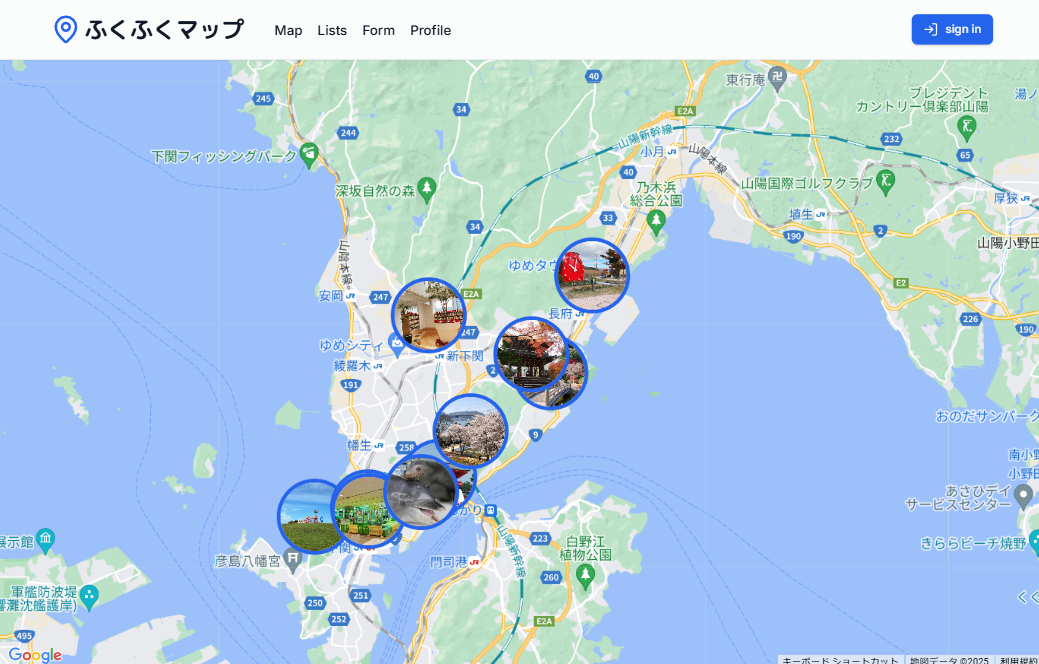 ふくふくマップ
Map
Lists
Form
Profile
sign in
東行庵
40
プレジデント
カントリー倶楽部山陽
245
34
E2A
244
山陽新幹線
232
小月
山陽本線
65
下関フィッシングパーク
40
乃木浜
総合公園
山陽国際ゴルフクラブ
厚狭
深坂自然の森
33
埴生
34
190
2
山陽小野田
山陰本線
ゆめタウ
安岡
247
E2A
E2
長府
226
247
190
ゆめシティ
新下関
綾羅木
2
191
おのだサンパーク
幡生
258
9
南小野
小野田
あさひデイ
サービスセンター
展示館
彦島八幡宮
門司港
山陽新幹線
223
白野江
植物公園
きららビーチ焼野
軍艦防波堤
響灘沈艦護岸)
250
251
260
252
E2A
495
Google
キーボード ショートカット
地図データ ©2025
利用規約